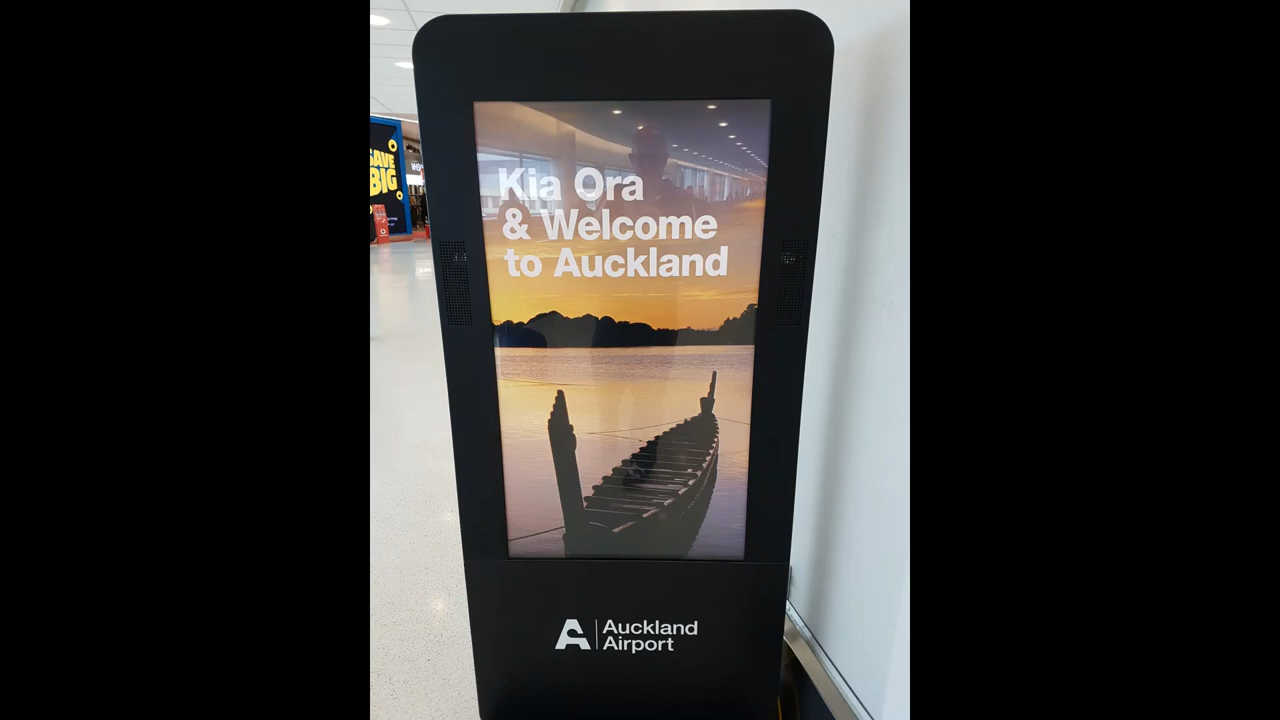 Kia Ora
& Welcome
to Auckland
Auckland
Airport
SAVE
BIG